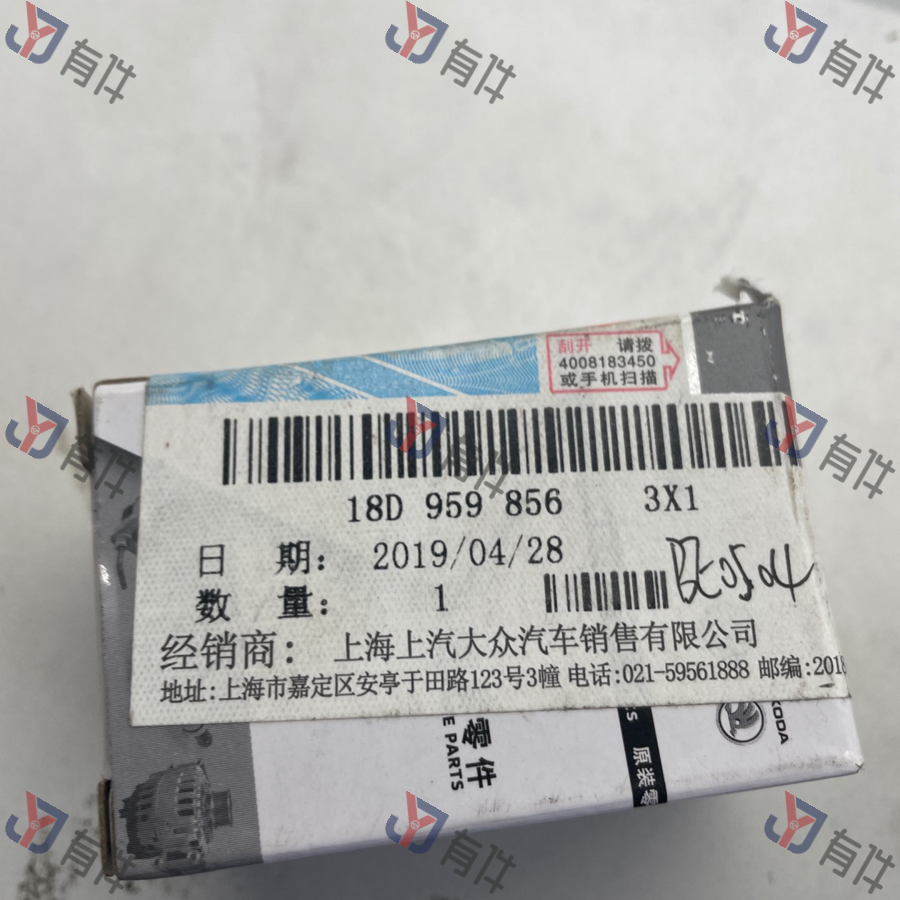 刮开 请拨
4008183450
或手机扫描
18D 959 856 3X1
日 期: 2019/04/28
数 量: 1
经销商: 上海上汽大众汽车销售有限公司
地址:上海市嘉定区安亭于田路123号3幢 电话:021-59561888 邮编:2018
零件
E PARTS
原装零
KODA
有件
有件
有件
有件
有件
有件
有件
有件
有件